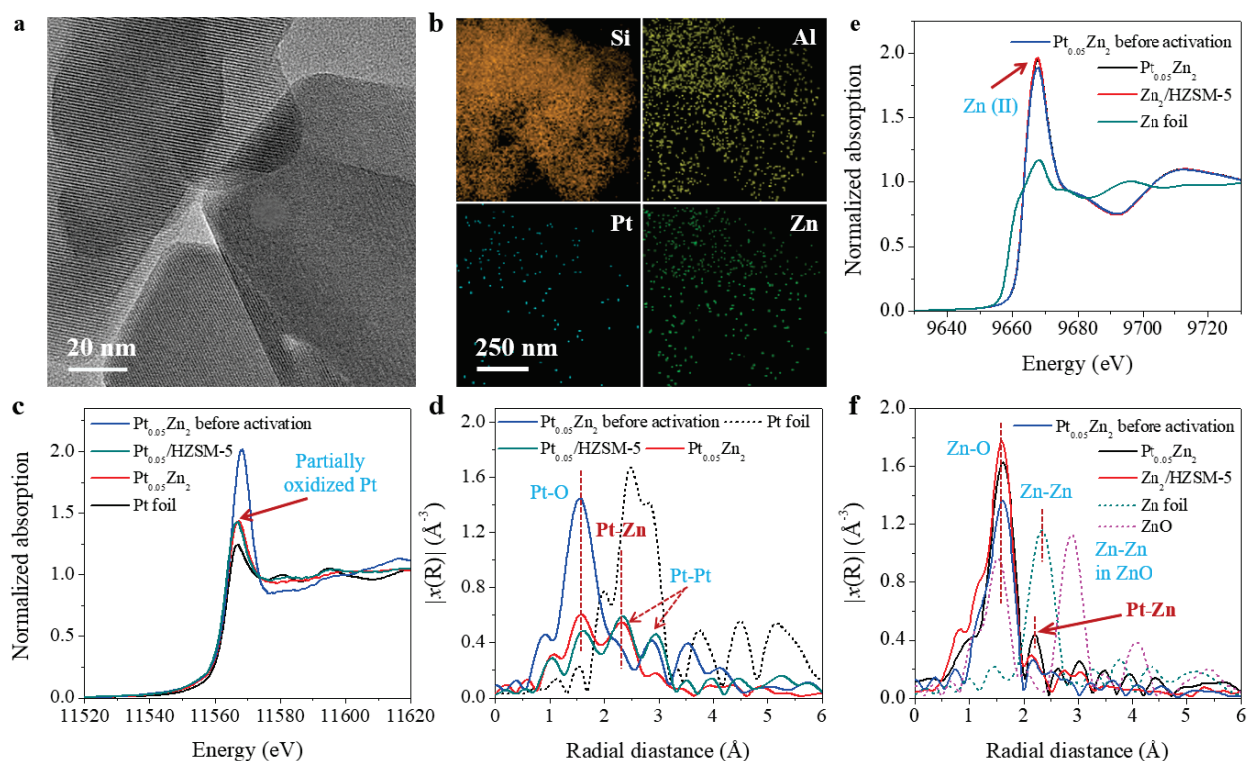 a
20 nm
b
Si
Al
Pt
Zn
250 nm
e
Normalized absorption
2.0
1.5
1.0
0.5
0.0
9640 9660 9680 9700 9720
Energy (eV)
Pt0.05Zn2 before activation
Pt0.05Zn2
Zn2/HZSM-5
Zn foil
Zn (II)
c
Normalized absorption
2.0
1.5
1.0
0.5
0.0
11520 11540 11560 11580 11600 11620
Energy (eV)
Pt0.05Zn2 before activation
Pt0.05/HZSM-5
Pt0.05Zn2
Pt foil
Partially
oxidized Pt
d
|x(R)| (Å-3)
2.0
1.6
1.2
0.8
0.4
0.0
0 1 2 3 4 5 6
Radial diastance (Å)
Pt0.05Zn2 before activation Pt foil
Pt0.05/HZSM-5 Pt0.05Zn2
Pt-O
Pt-Zn
Pt-Pt
f
|x(R)| (Å-3)
2.0
1.6
1.2
0.8
0.4
0.0
0 1 2 3 4 5 6
Radial diastance (Å)
Pt0.05Zn2 before activation
Pt0.05Zn2
Zn2/HZSM-5
Zn foil
ZnO
Zn-O
Zn-Zn
Zn-Zn
in ZnO
Pt-Zn